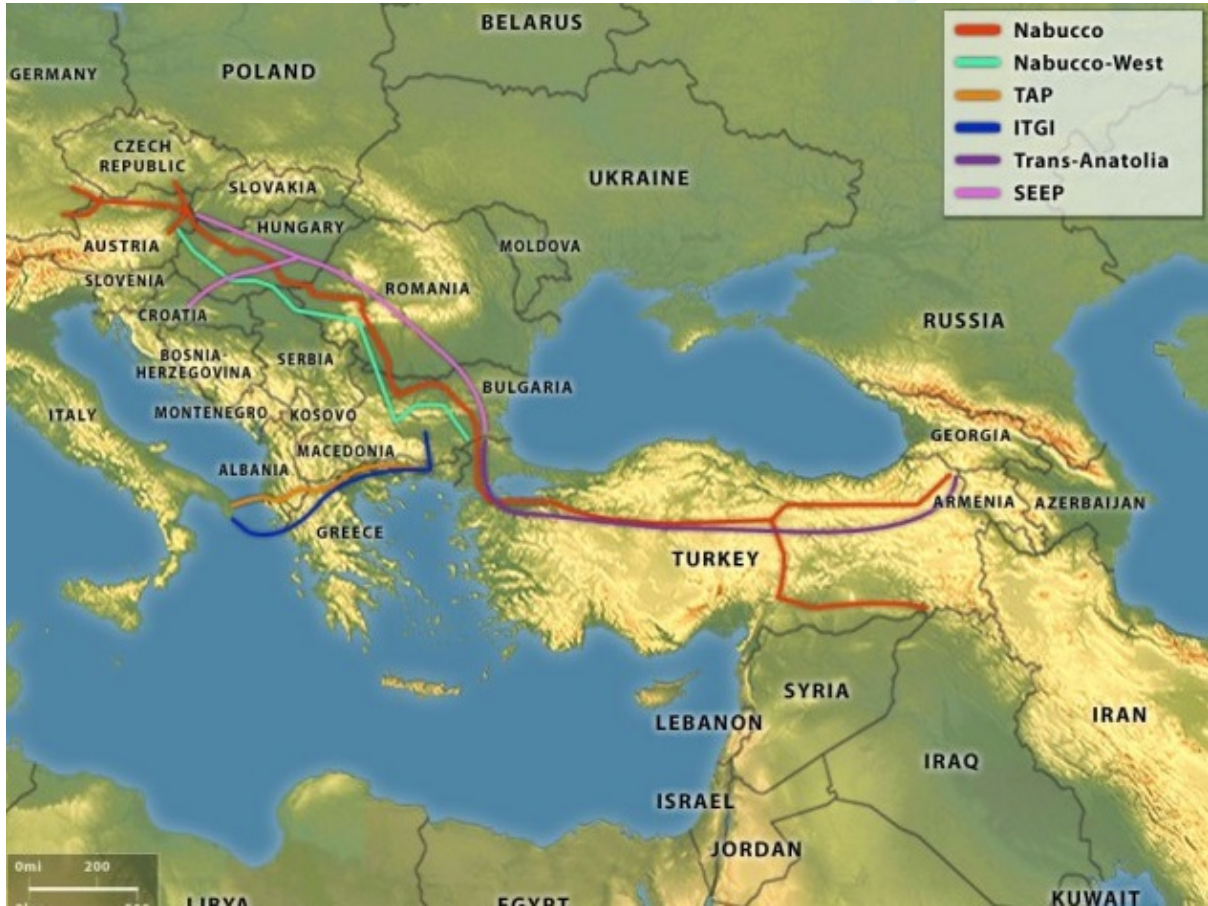 BELARUS
Nabucco
Nabucco-West
TAP
ITGI
Trans-Anatolia
SEEP
GERMANY
POLAND
CZECH
REPUBLIC
UKRAINE
SLOVAKIA
HUNGARY
AUSTRIA
MOLDOVA
SLOVENIA
ROMANIA
CROATIA
RUSSIA
BOSNIA-
HERZEGOVINA
SERBIA
BULGARIA
ITALY
MONTENEGRO
KOSOVO
GEORGIA
MACEDONIA
ALBANIA
ARMENIA
AZERBAIJAN
GREECE
TURKEY
SYRIA
LEBANON
IRAN
IRAQ
ISRAEL
JORDAN
0mi 200
LIBYA
EGYPT
KUWAIT